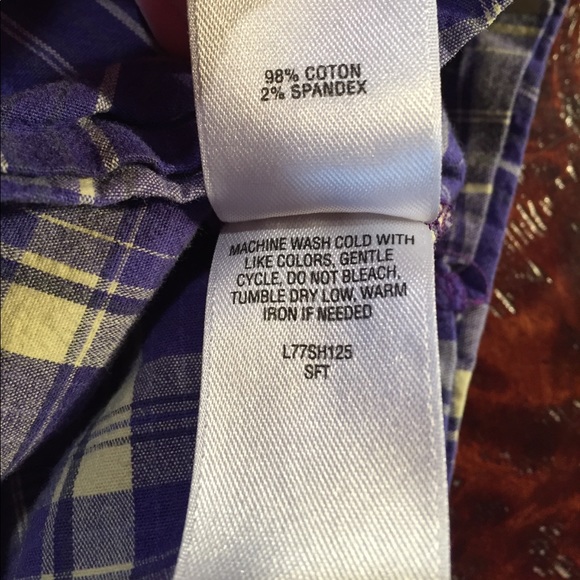 98% COTON
2% SPANDEX
MACHINE WASH COLD WITH
LIKE COLORS, GENTLE
CYCLE, DO NOT BLEACH,
TUMBLE DRY LOW, WARM
IRON IF NEEDED
L77SH125
SFT